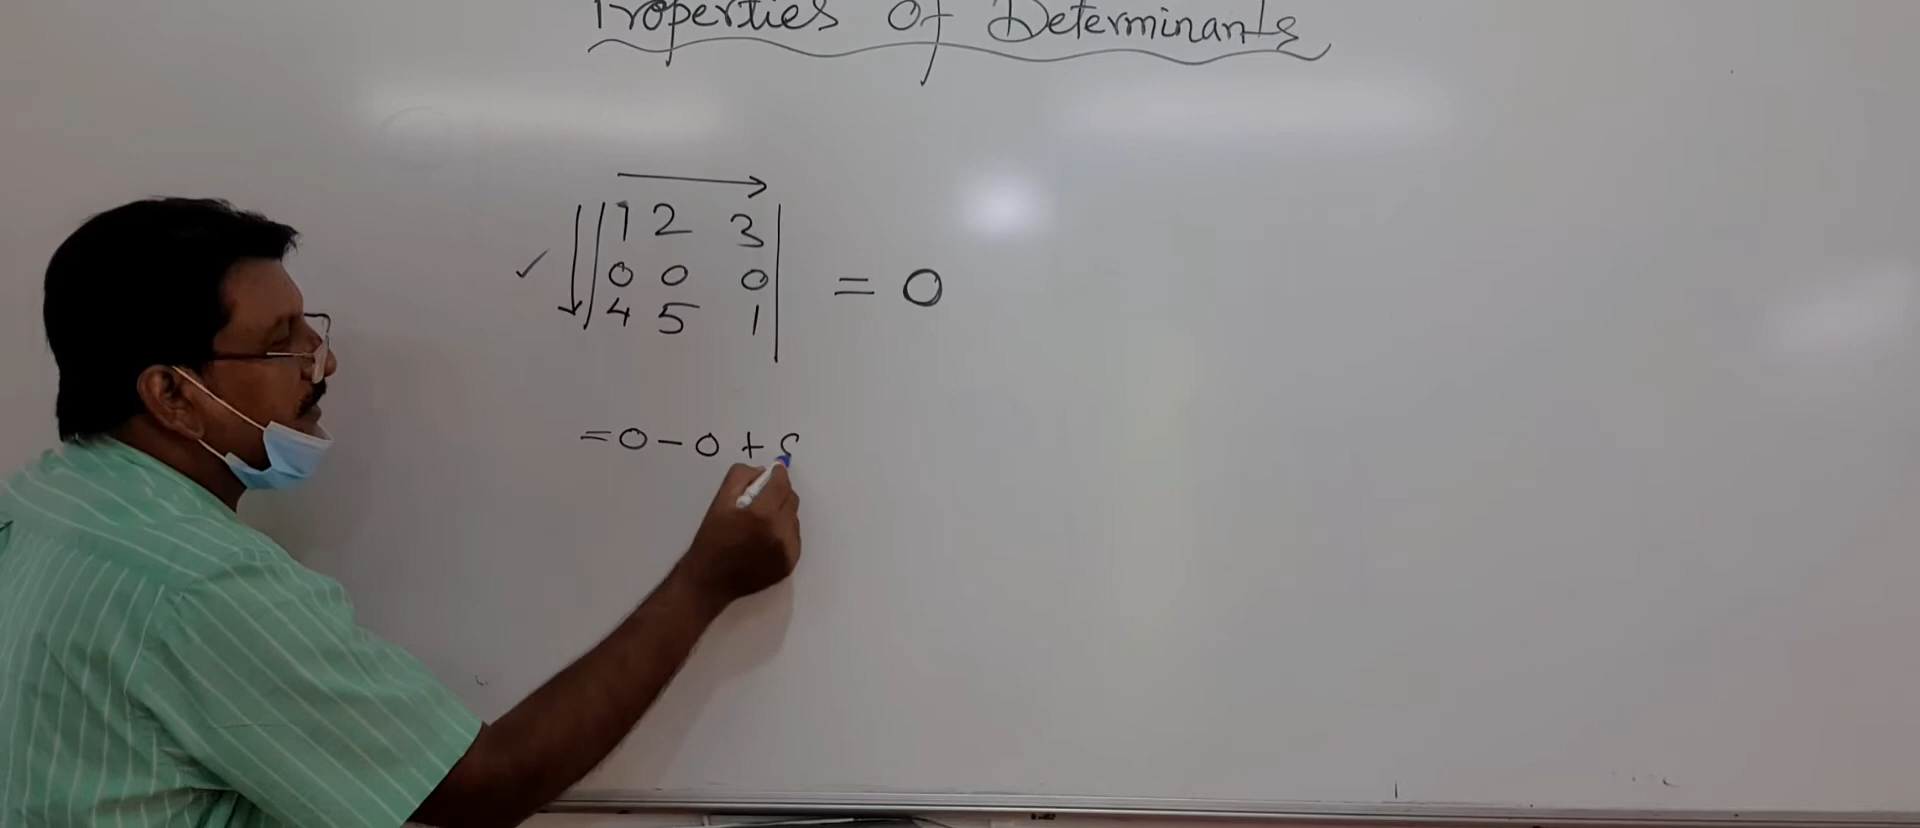 Properties Of Determinants
1 2 3
0 0 0 = 0
4 5 1
= 0 - 0 +